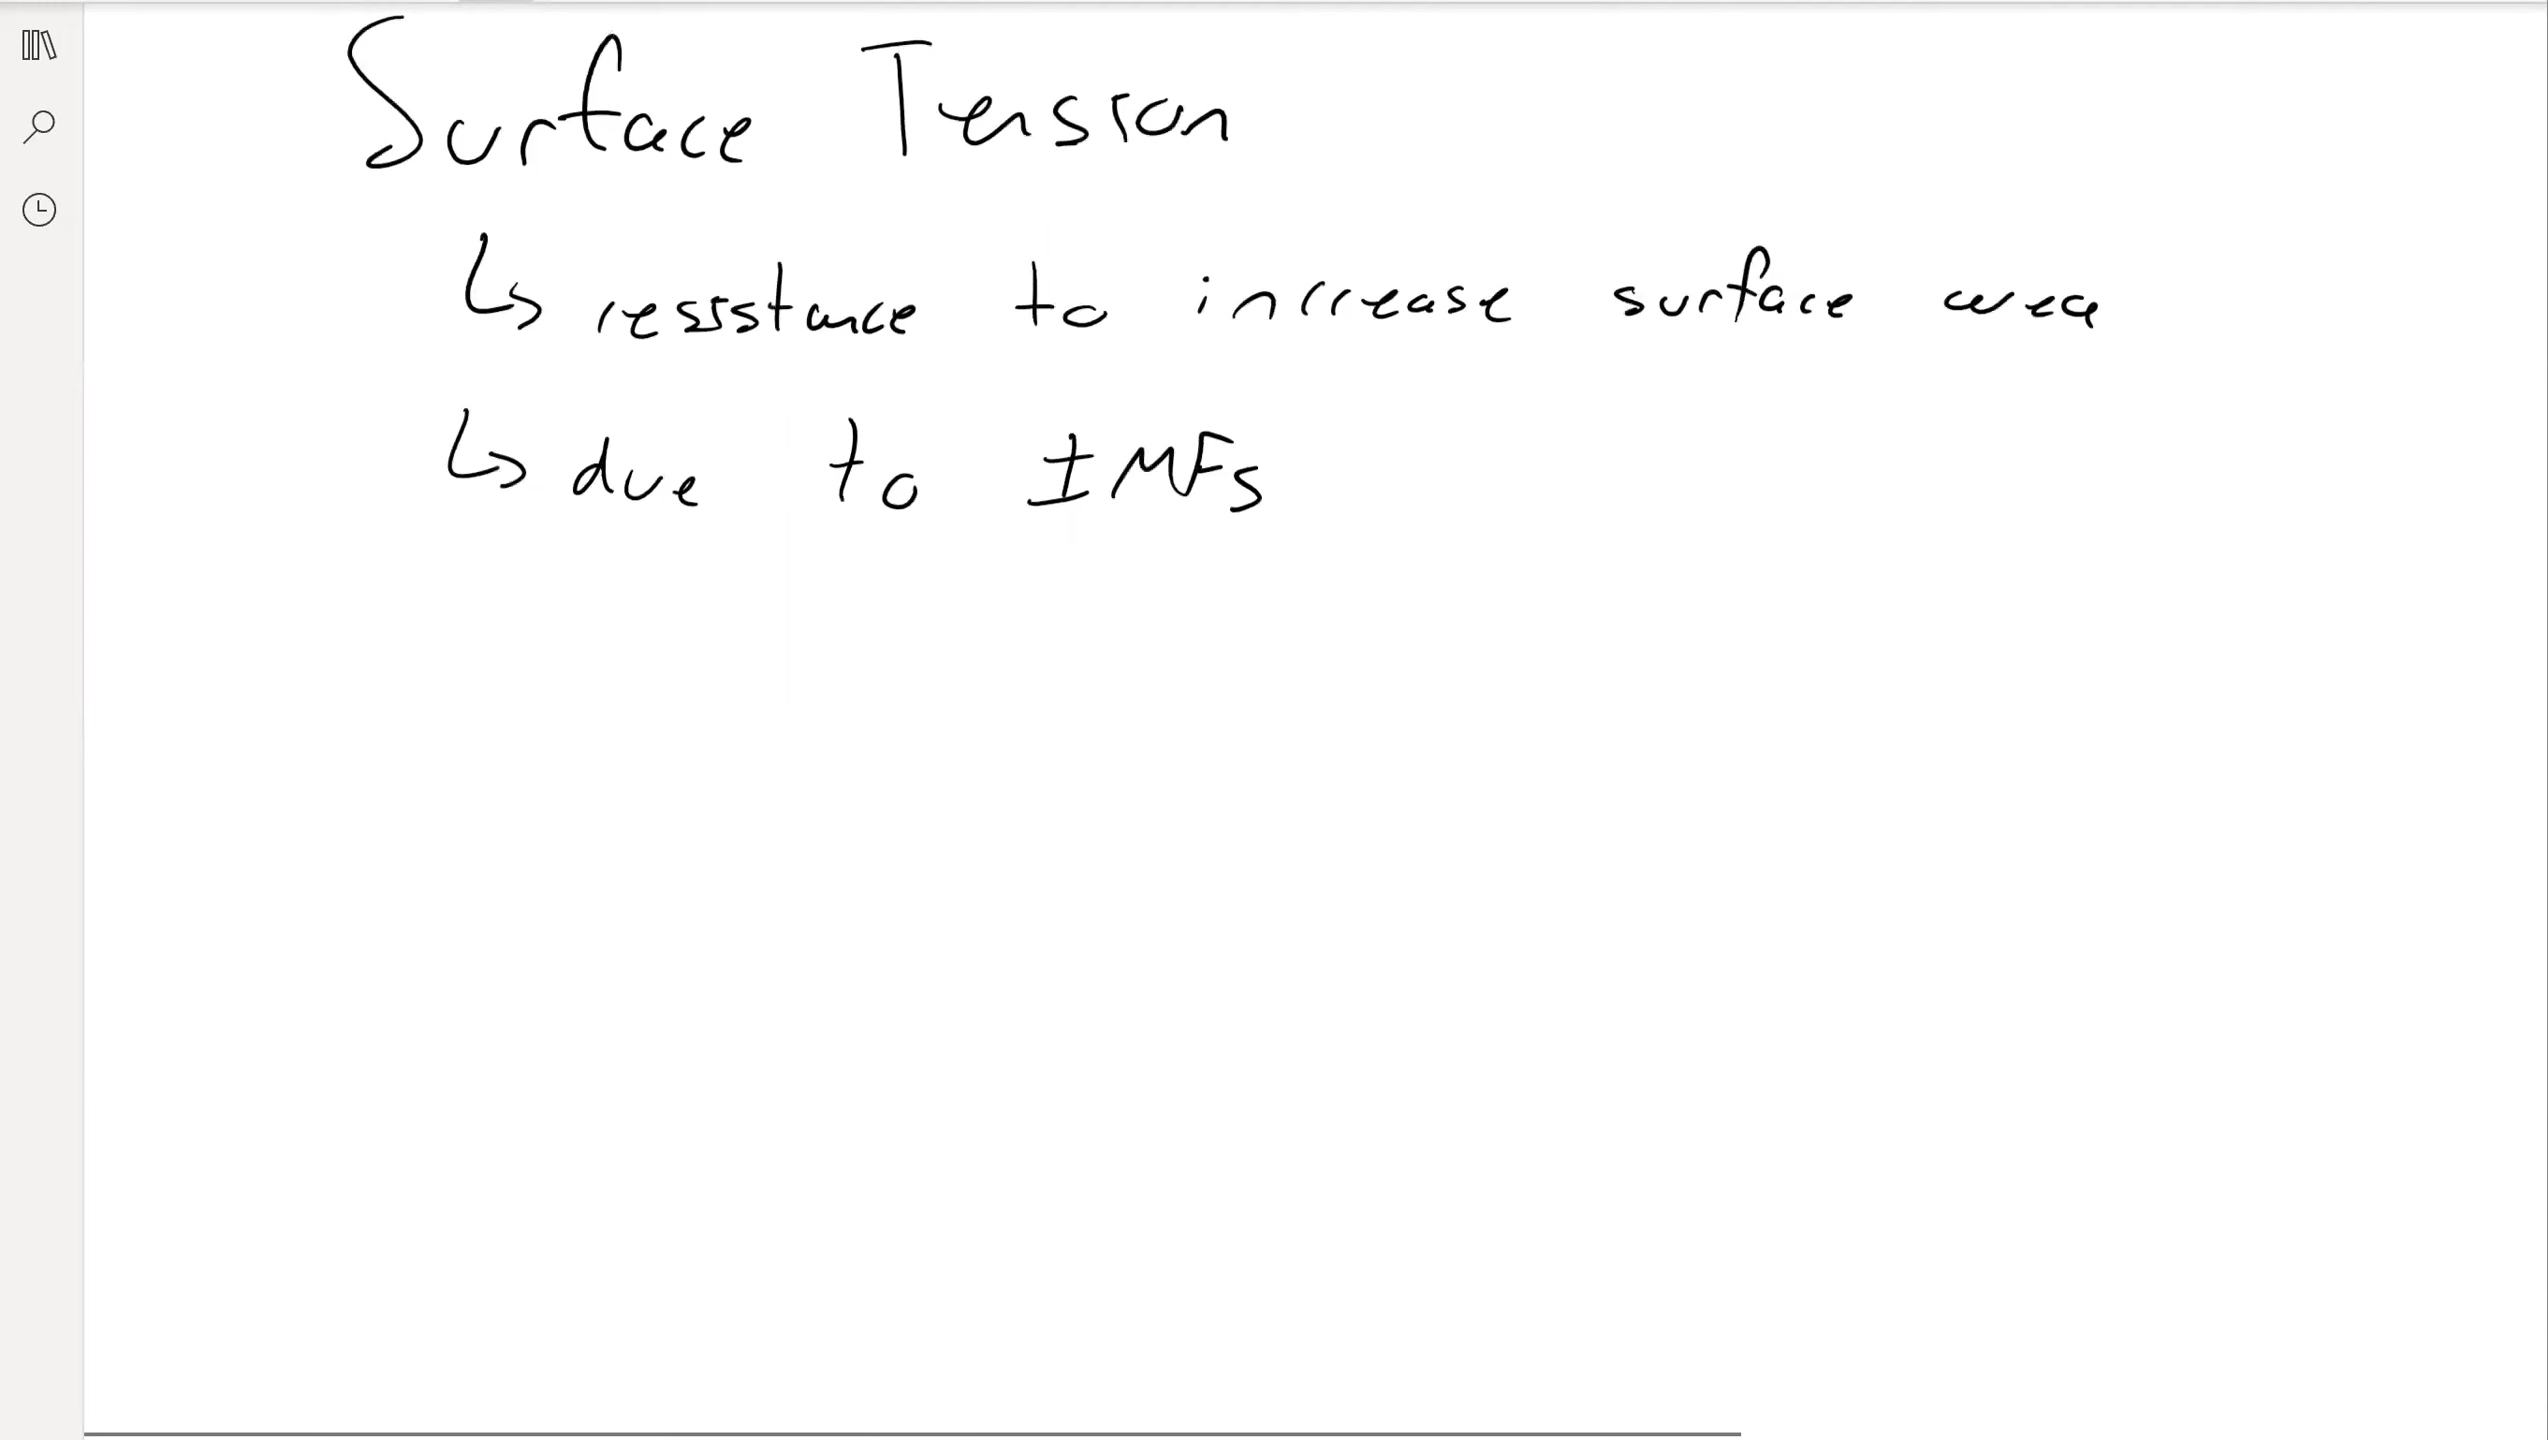 Surface Tension
↳ resistance to increase surface area
↳ due to IMFs